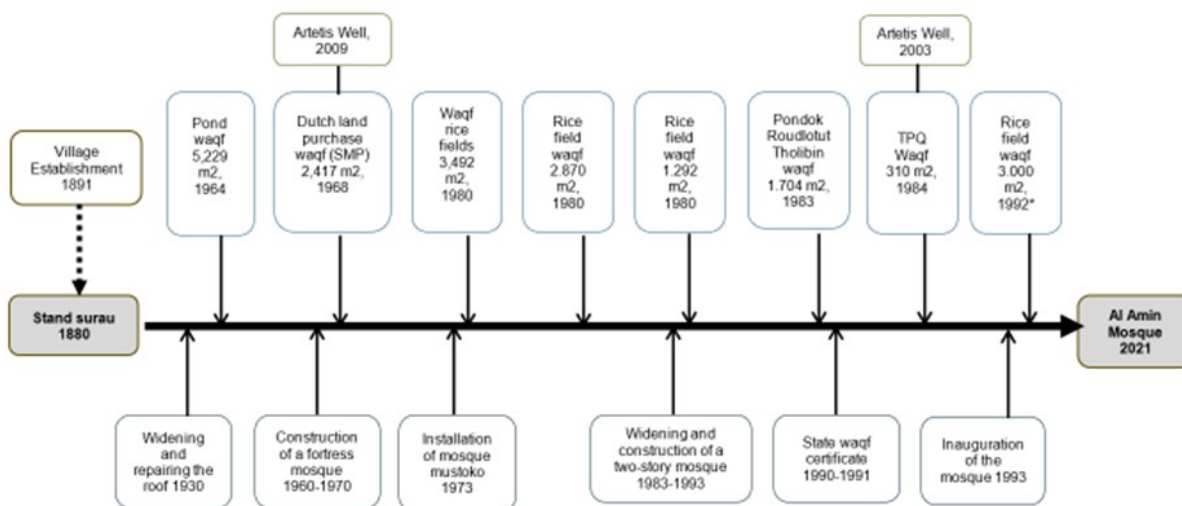 Artetis Well,
2009
Artetis Well,
2003
Village
Establishment
1891
Pond
waqf
5,229
m2,
1964
Dutch land
purchase
waqf (SMP)
2,417 m2,
1968
Waqf
rice
fields
3,492
m2,
1980
Rice
field
waqf
2.870
m2,
1980
Rice
field
waqf
1.292
m2,
1980
Pondok
Roudlotut
Tholibin
waqf
1.704 m2,
1983
TPQ
Waqf
310 m2,
1984
Rice
field
waqf
3.000
m2,
1992*
Stand surau
1880
Al Amin
Mosque
2021
Widening
and
repairing the
roof 1930
Construction
of a fortress
mosque
1960-1970
Installation
of mosque
mustoko
1973
Widening and
construction of a
two-story mosque
1983-1993
State waqf
certificate
1990-1991
Inauguration
of the
mosque 1993